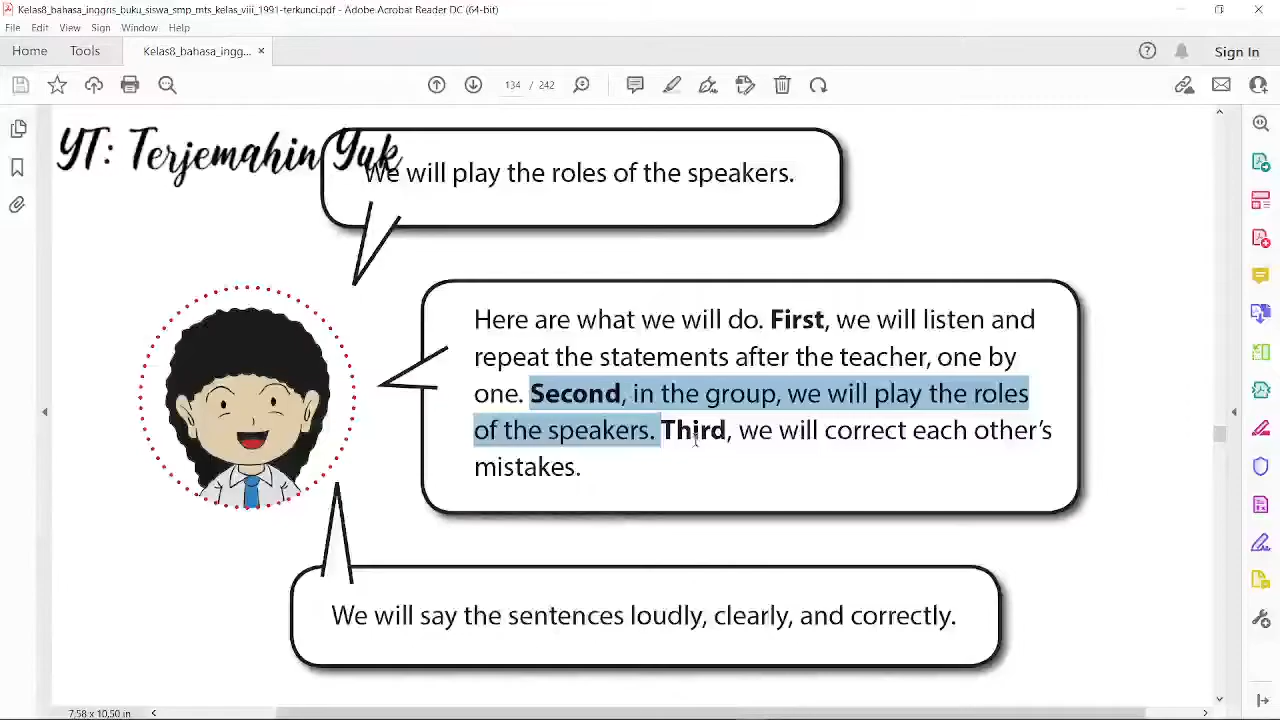 Kelas8_bahasa_inggris_buku_siswa_smp_mts_kelas_viii_1991-terkunci.pdf - Adobe Acrobat Reader DC (64-bit)
File Edit View Sign Window Help
Home Tools Kelas8_bahasa_ingg... × Sign In
134 / 242
YT: Terjemahin Yuk
We will play the roles of the speakers.
Here are what we will do. First, we will listen and
repeat the statements after the teacher, one by
one. Second, in the group, we will play the roles
of the speakers. Third, we will correct each other's
mistakes.
We will say the sentences loudly, clearly, and correctly.
7,58 x 10,50 in